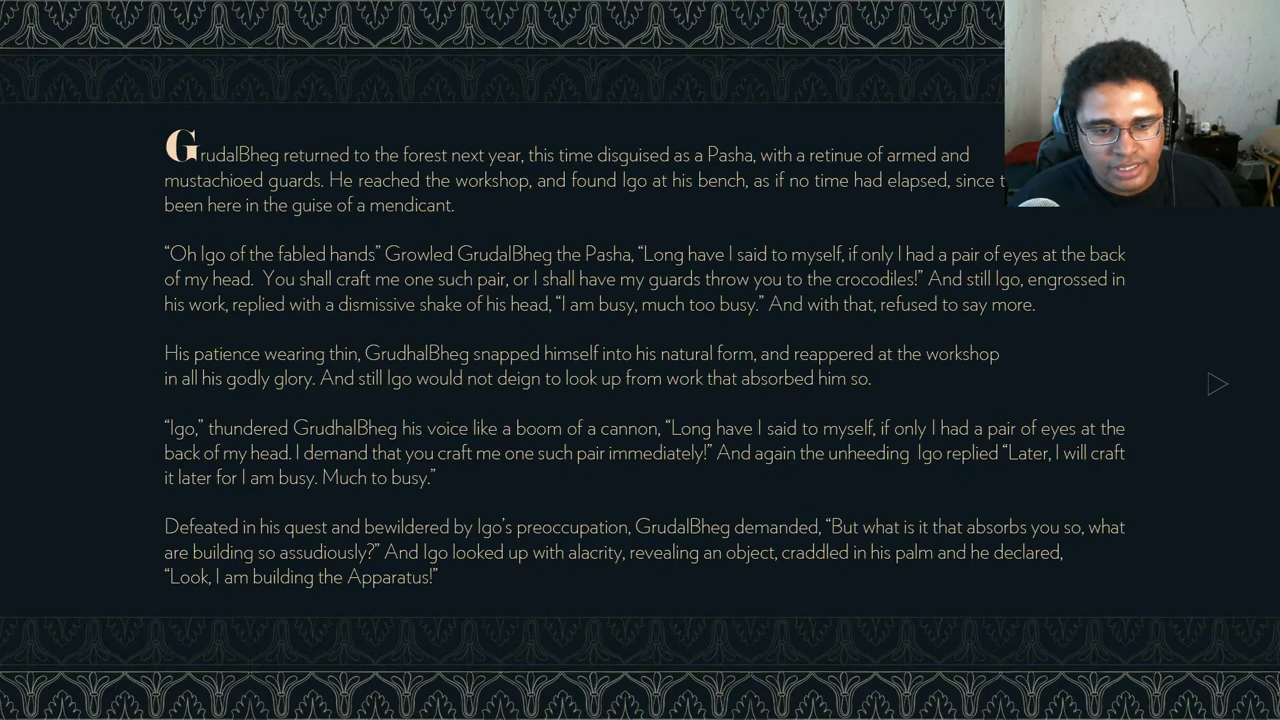 GrudalBheg returned to the forest next year, this time disguised as a Pasha, with a retinue of armed and
mustachioed guards. He reached the workshop, and found Igo at his bench, as if no time had elapsed, since
been here in the guise of a mendicant.
“Oh Igo of the fabled hands” Growled GrudalBheg the Pasha, “Long have I said to myself, if only I had a pair of eyes at the back
of my head. You shall craft me one such pair, or I shall have my guards throw you to the crocodiles!” And still Igo, engrossed in
his work, replied with a dismissive shake of his head, “I am busy, much too busy.” And with that, refused to say more.
His patience wearing thin, GrudhalBheg snapped himself into his natural form, and reappered at the workshop
in all his godly glory. And still Igo would not deign to look up from work that absorbed him so.
“Igo,” thundered GrudhalBheg his voice like a boom of a cannon, “Long have I said to myself, if only I had a pair of eyes at the
back of my head. I demand that you craft me one such pair immediately!” And again the unheeding Igo replied “Later, I will craft
it later for I am busy. Much to busy.”
Defeated in his quest and bewildered by Igo’s preoccupation, GrudalBheg demanded, “But what is it that absorbs you so, what
are building so assudiously?” And Igo looked up with alacrity, revealing an object, craddled in his palm and he declared,
“Look, I am building the Apparatus!”